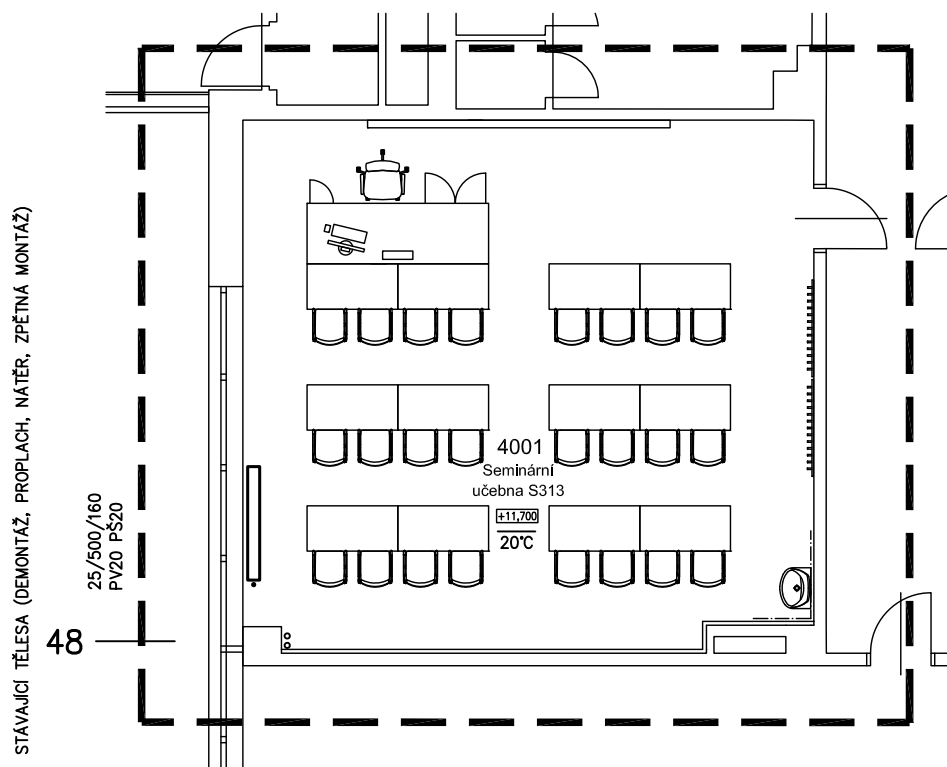 STÁVAJÍCÍ TĚLESA (DEMONTÁŽ, PROPLACH, NÁTĚR, ZPĚTNÁ MONTÁŽ)
25/500/160
PV20 PŠ20
48
4001
Seminární
učebna S313
+11,700
20°C